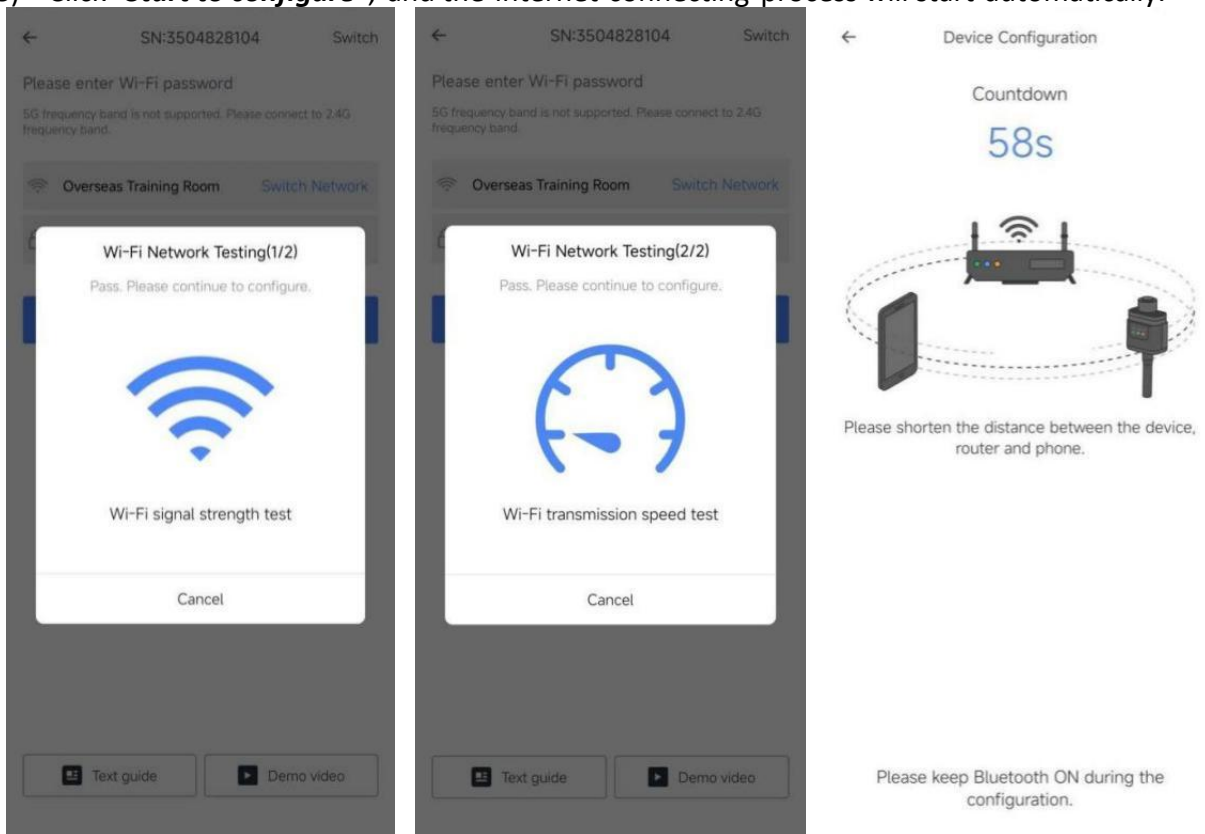 Click "Start to configure", and the internet connecting process will start automatically.
←
SN:3504828104
Switch
Please enter Wi-Fi password
5G frequency band is not supported. Please connect to 2.4G
frequency band.
Overseas Training Room
Switch Network
Wi-Fi Network Testing(1/2)
Pass. Please continue to configure.
Wi-Fi signal strength test
Cancel
Text guide
Demo video
←
SN:3504828104
Switch
Please enter Wi-Fi password
5G frequency band is not supported. Please connect to 2.4G
frequency band.
Overseas Training Room
Switch Network
Wi-Fi Network Testing(2/2)
Pass. Please continue to configure.
Wi-Fi transmission speed test
Cancel
Text guide
Demo video
←
Device Configuration
Countdown
58s
Please shorten the distance between the device,
router and phone.
Please keep Bluetooth ON during the
configuration.